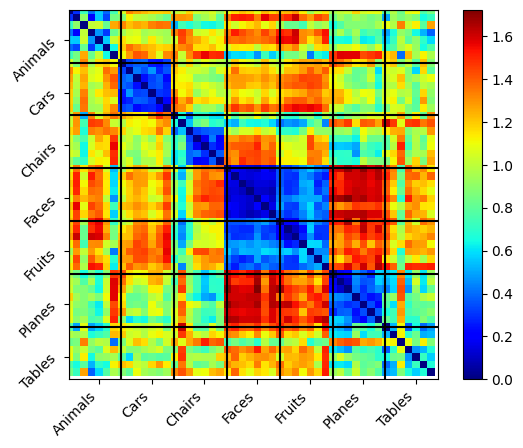 Animals
Cars
Chairs
Faces
Fruits
Planes
Tables
Animals
Cars
Chairs
Faces
Fruits
Planes
Tables
1.6
1.4
1.2
1.0
0.8
0.6
0.4
0.2
0.0